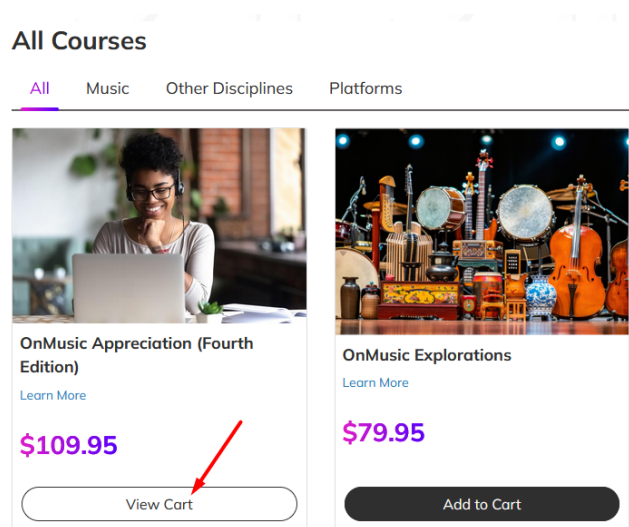 All Courses
All Music Other Disciplines Platforms
OnMusic Appreciation (Fourth
Edition)
Learn More
$109.95
View Cart
OnMusic Explorations
Learn More
$79.95
Add to Cart